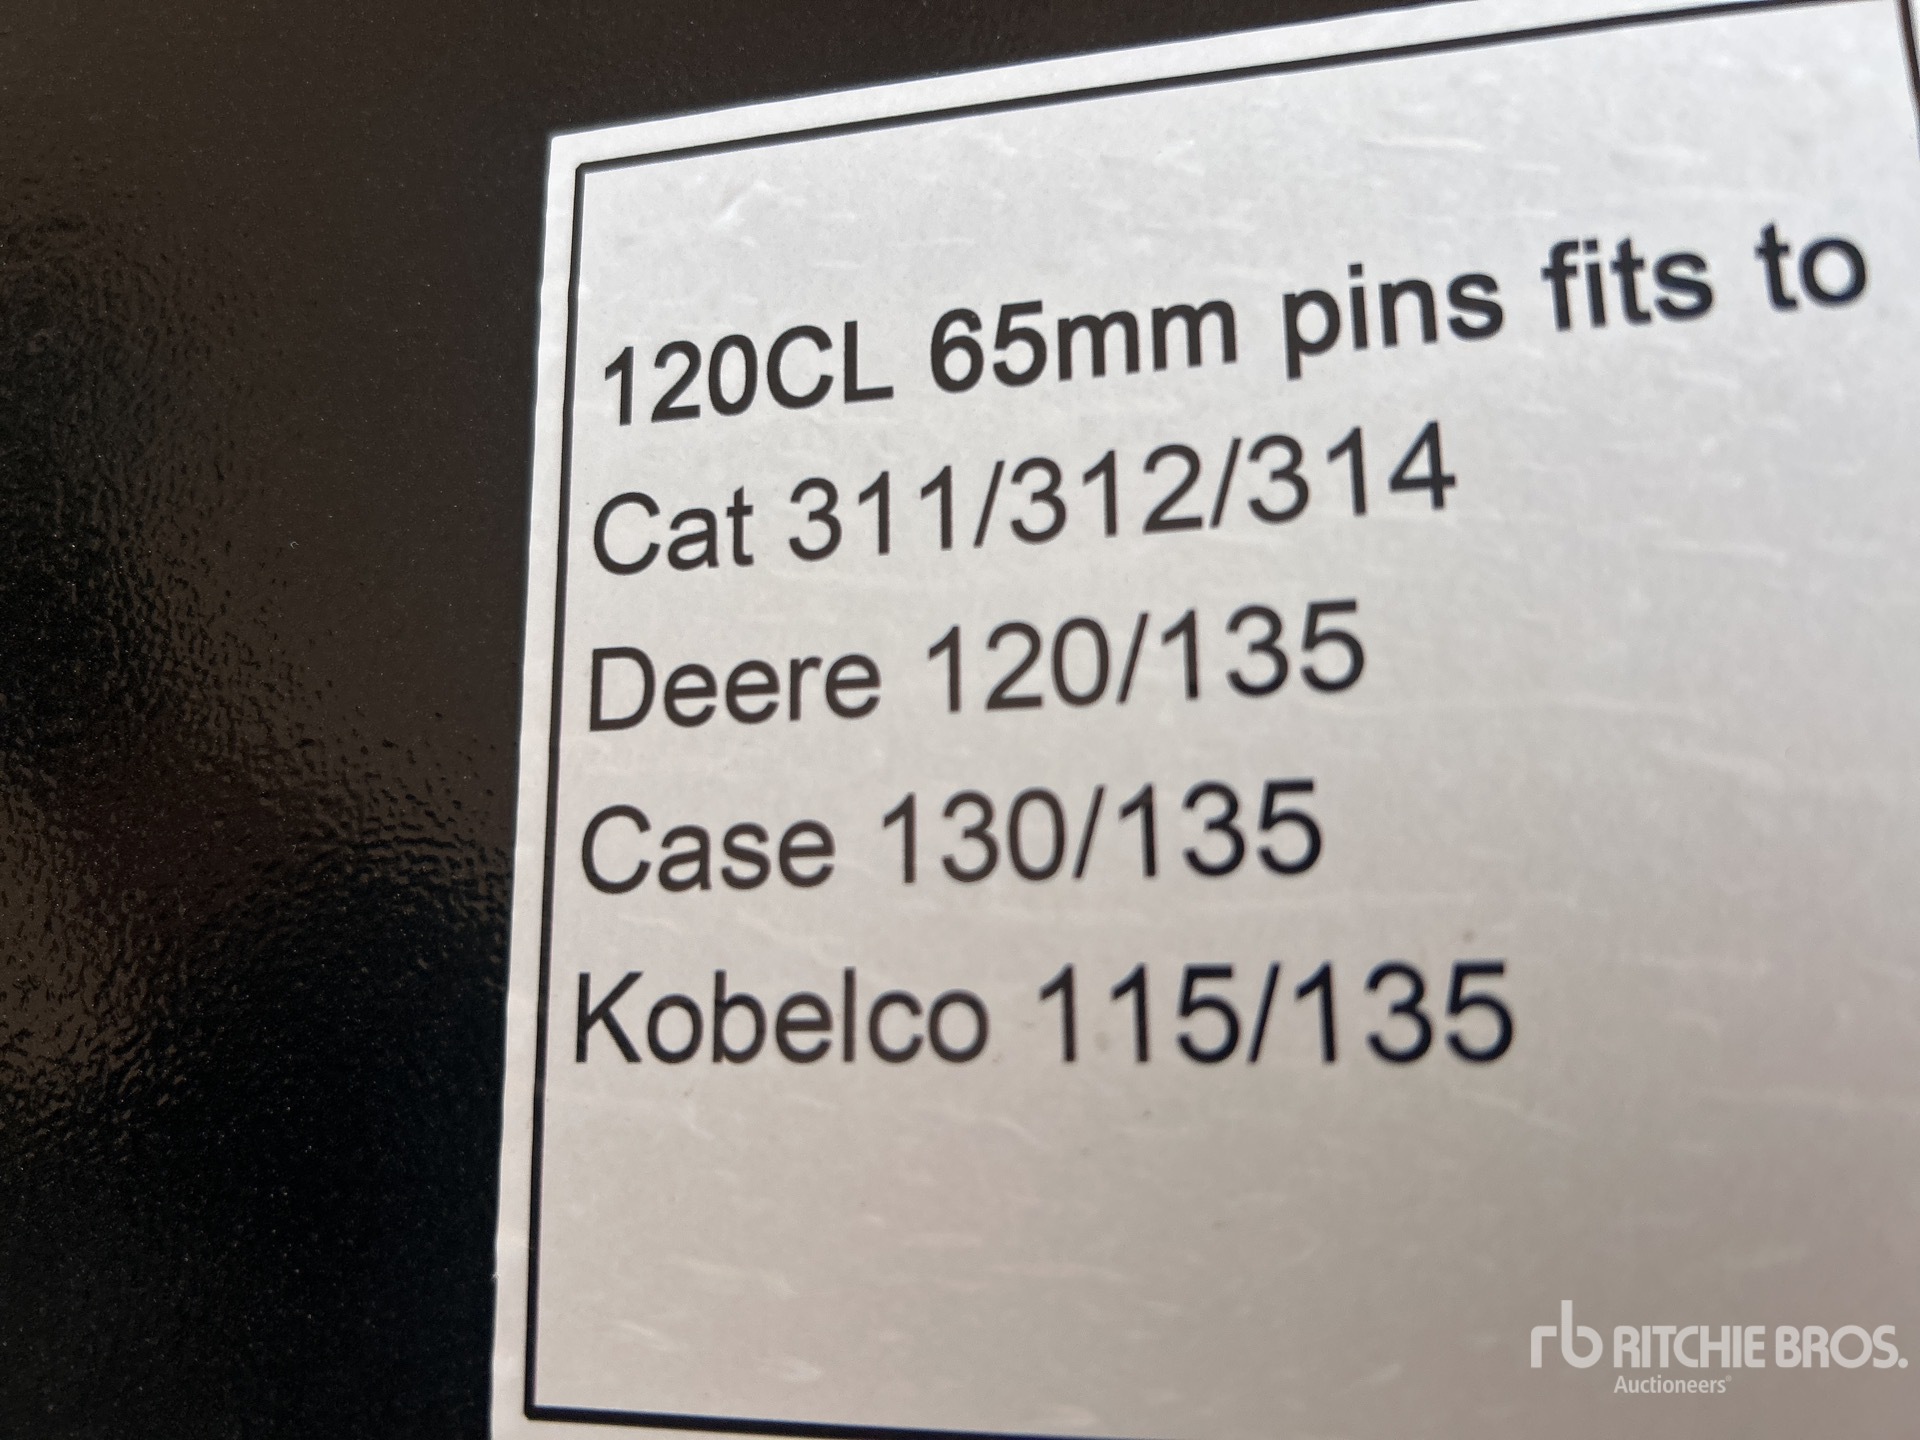 120CL 65mm pins fits to
Cat 311/312/314
Deere 120/135
Case 130/135
Kobelco 115/135
rb RITCHIE BROS.
Auctioneers